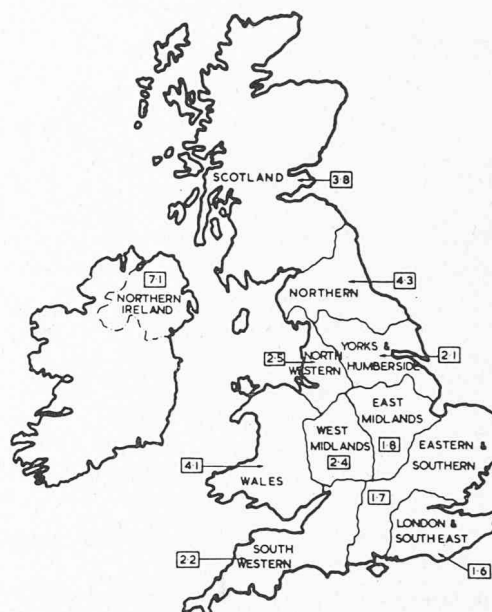 SCOTLAND
3·8
7·1
NORTHERN
IRELAND
4·3
NORTHERN
2·5
NORTH
WESTERN
YORKS &
HUMBERSIDE
2·1
EAST
MIDLANDS
WEST
MIDLANDS
2·4
1·8
EASTERN &
SOUTHERN
4·1
WALES
1·7
LONDON &
SOUTH EAST
2·2
SOUTH
WESTERN
1·6